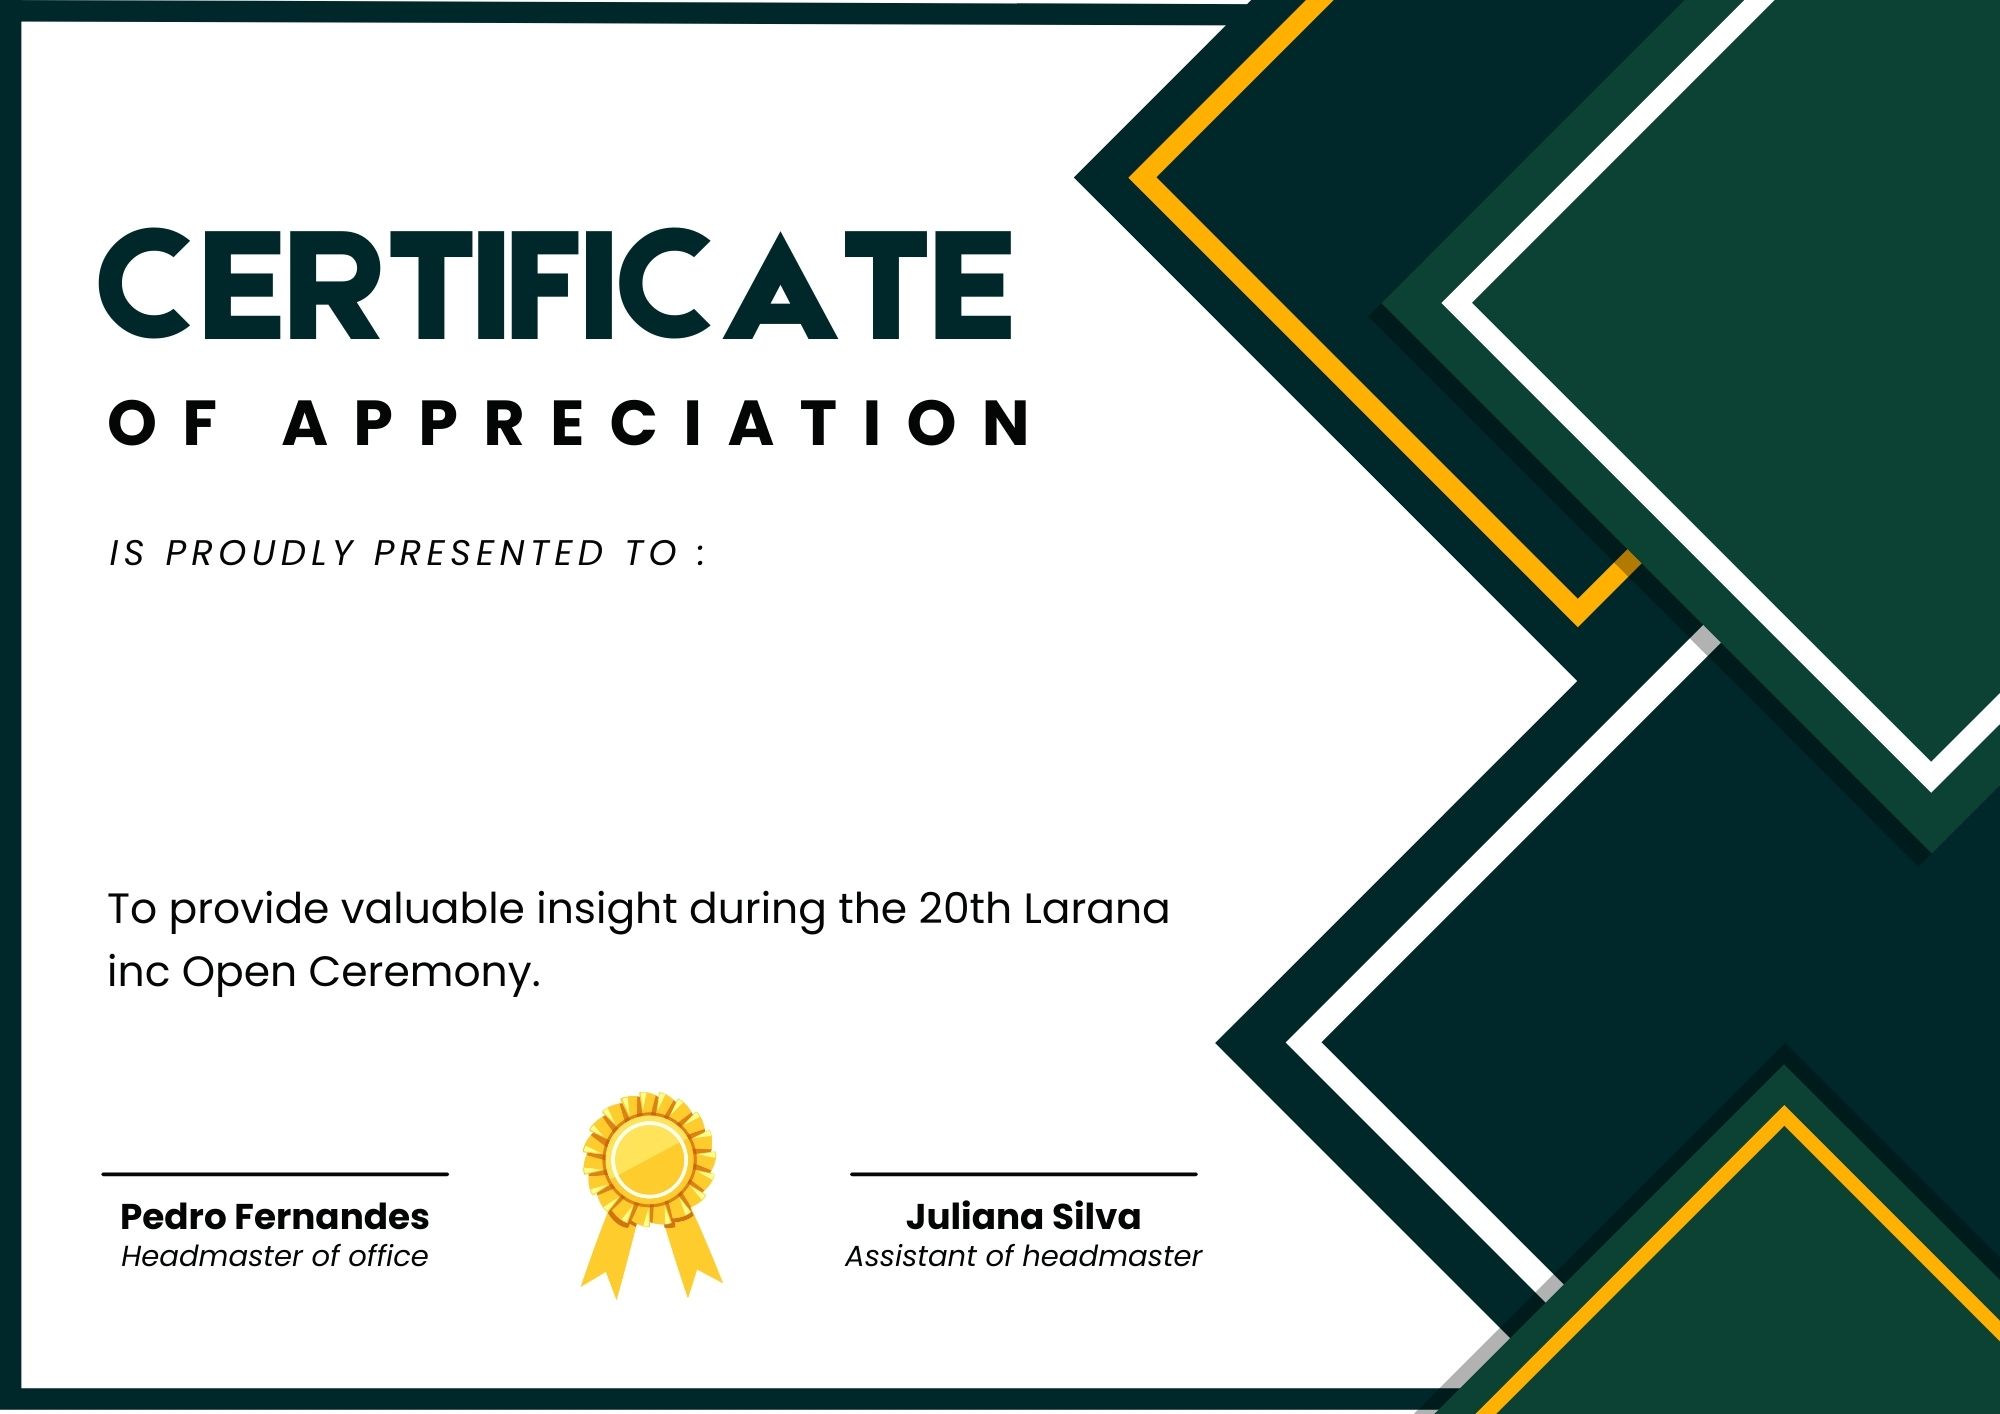 CERTIFICATE
OF APPRECIATION
IS PROUDLY PRESENTED TO :
To provide valuable insight during the 20th Larana
inc Open Ceremony.
Pedro Fernandes
Headmaster of office
Juliana Silva
Assistant of headmaster